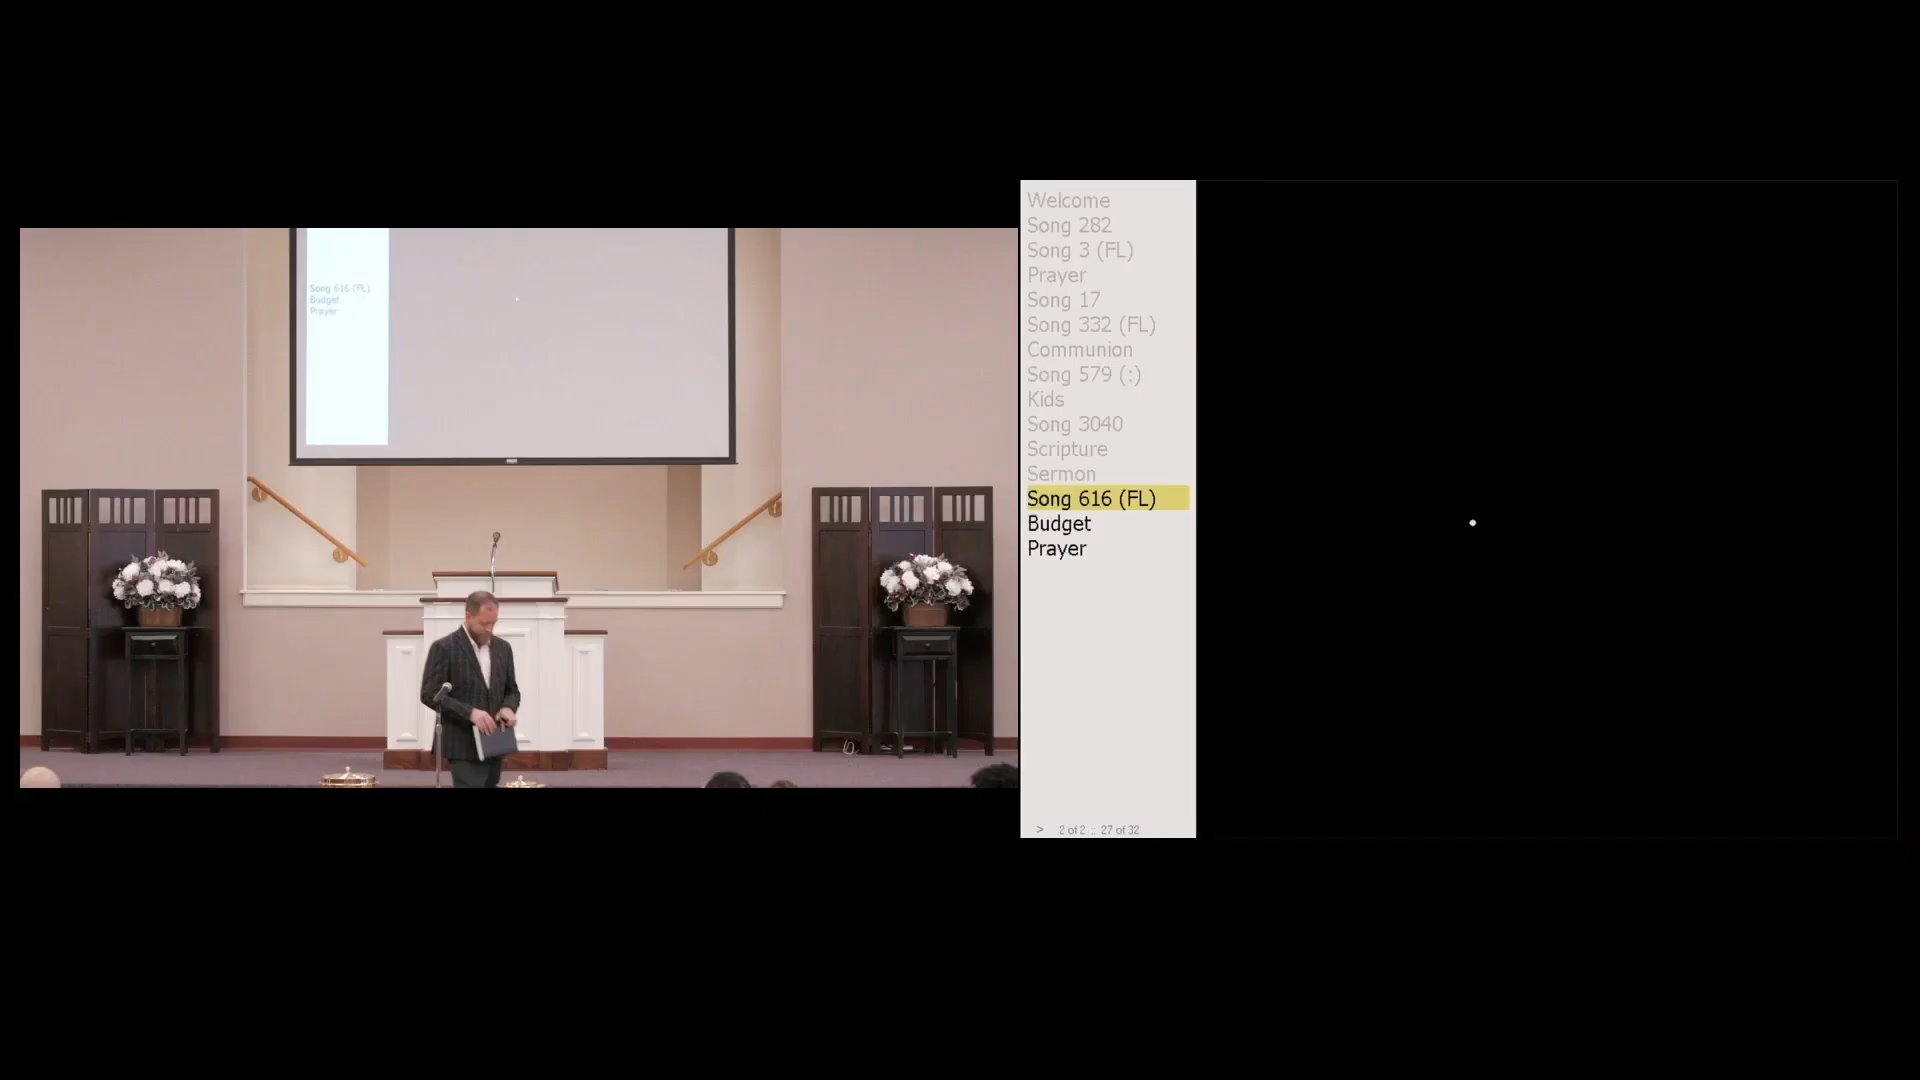 Song 616 (FL)
Budget
Prayer
Welcome
Song 282
Song 3 (FL)
Prayer
Song 17
Song 332 (FL)
Communion
Song 579 (:)
Kids
Song 3040
Scripture
Sermon
Song 616 (FL)
Budget
Prayer
> 2 of 2 :: 27 of 32